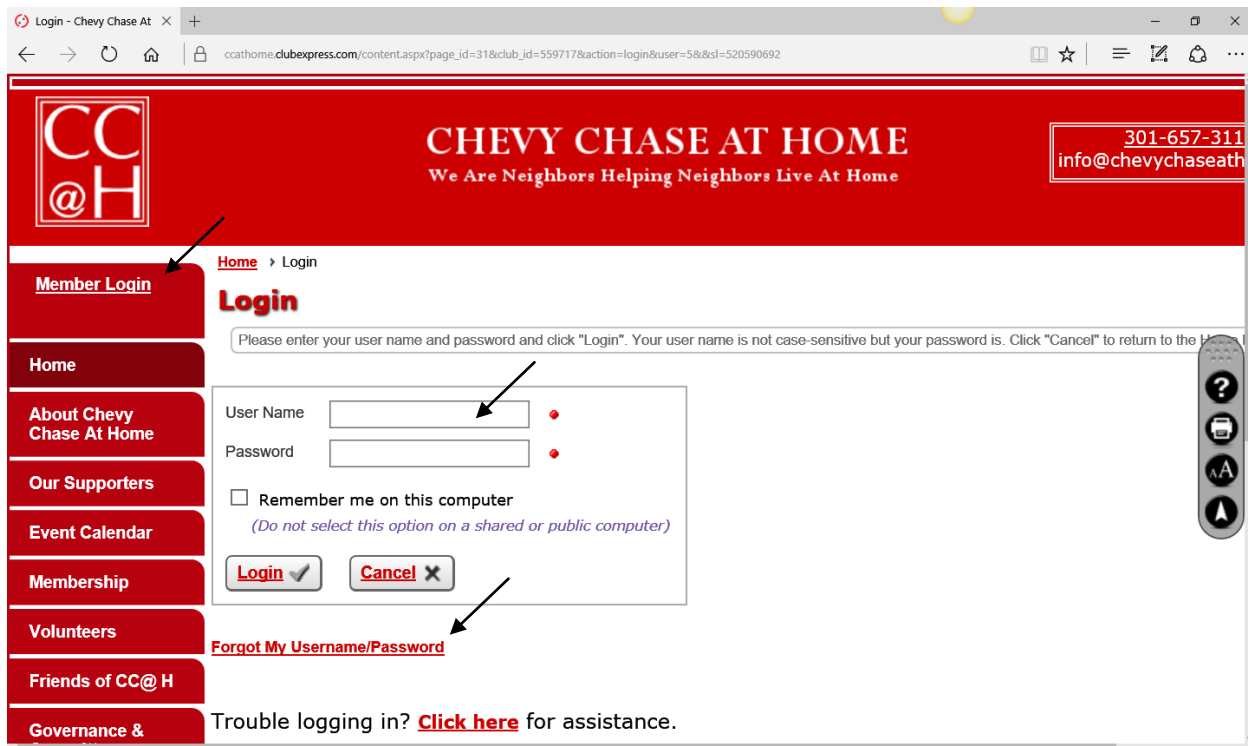 Login - Chevy Chase At
ccathome.clubexpress.com/content.aspx?page_id=31&club_id=559717&action=login&user=5&&sl=520590692
CC
@H
CHEVY CHASE AT HOME
We Are Neighbors Helping Neighbors Live At Home
301-657-311
info@chevychaseath
Member Login
Home › Login
Login
Please enter your user name and password and click "Login". Your user name is not case-sensitive but your password is. Click "Cancel" to return to the
Home
About Chevy
Chase At Home
Our Supporters
Event Calendar
Membership
Volunteers
Friends of CC@ H
Governance &
User Name
Password
Remember me on this computer
(Do not select this option on a shared or public computer)
Login
Cancel
Forgot My Username/Password
Trouble logging in? Click here for assistance.
?
AA